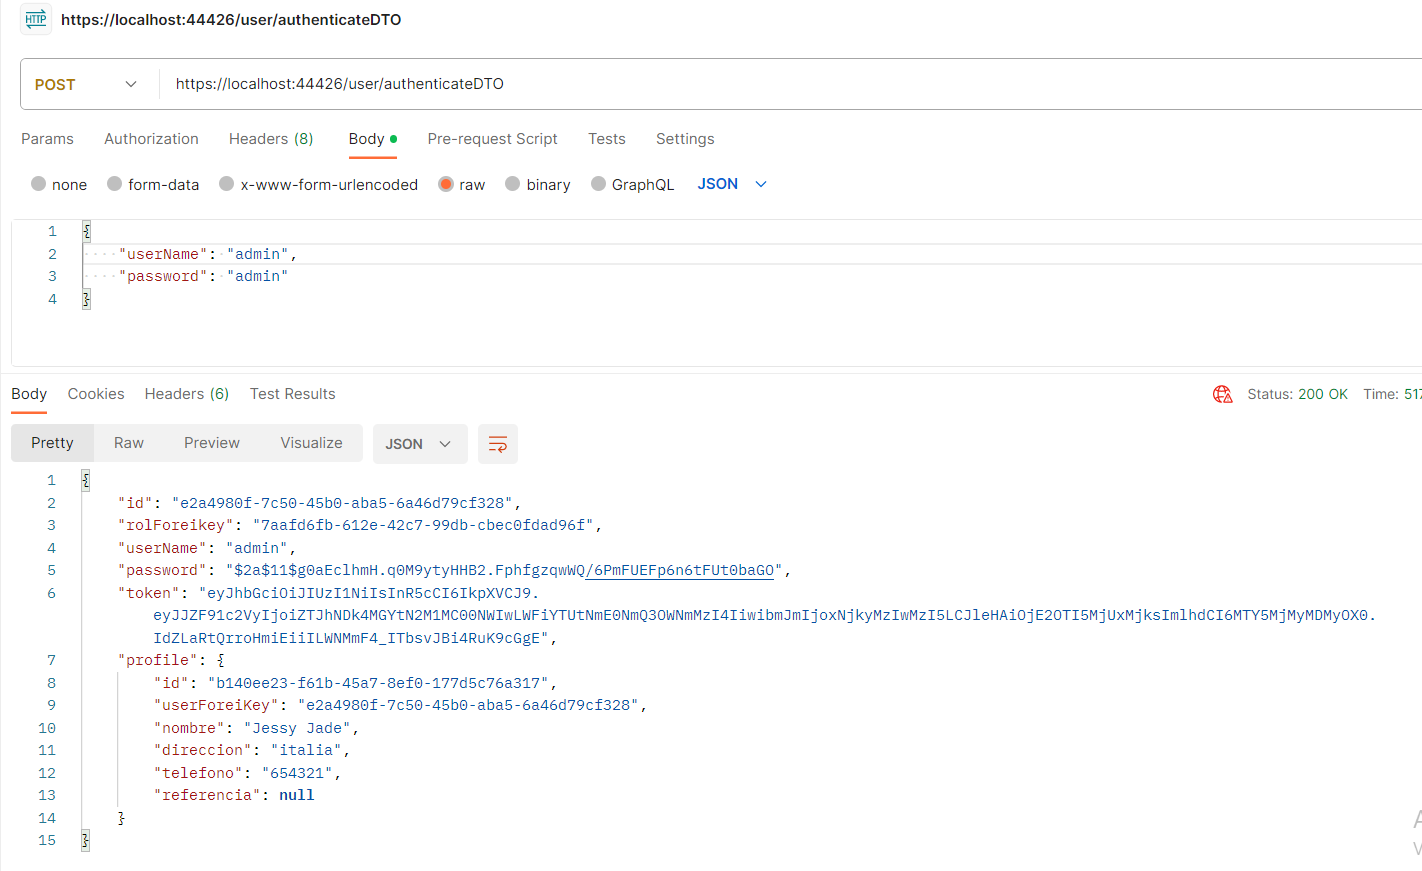 HTTP https://localhost:44426/user/authenticateDTO
POST https://localhost:44426/user/authenticateDTO
Params Authorization Headers (8) Body Pre-request Script Tests Settings
none form-data x-www-form-urlencoded raw binary GraphQL JSON
1 {
2 "userName": "admin",
3 "password": "admin"
4 }
Body Cookies Headers (6) Test Results Status: 200 OK Time: 517
Pretty Raw Preview Visualize JSON
1 {
2 "id": "e2a4980f-7c50-45b0-aba5-6a46d79cf328",
3 "rolForeikey": "7aafd6fb-612e-42c7-99db-cbec0fdad96f",
4 "userName": "admin",
5 "password": "$2a$11$g0aEclhmH.q0M9ytyHHB2.FphfgzqwWQ/6PmFUEFp6n6tFUt0baGO",
6 "token": "eyJhbGciOiJIUzI1NiIsInR5cCI6IkpXVCJ9.
eyJJZF91c2VyIjoiZTJhNDk4MGYtN2M1MC00NWIwLWFiYTUtNmE0NmQ3OWNmMzI4IiwibmJmIjoxNjkyMzIwMzI5LCJleHAiOjE2OTI5MjUxMjksImlhdCI6MTY5MjMyMDMyOX0.
IdZLaRtQrroHmiEiiILWNMmF4_ITbsvJBi4RuK9cGgE",
7 "profile": {
8 "id": "b140ee23-f61b-45a7-8ef0-177d5c76a317",
9 "userForeiKey": "e2a4980f-7c50-45b0-aba5-6a46d79cf328",
10 "nombre": "Jessy Jade",
11 "direccion": "italia",
12 "telefono": "654321",
13 "referencia": null
14 }
15 }